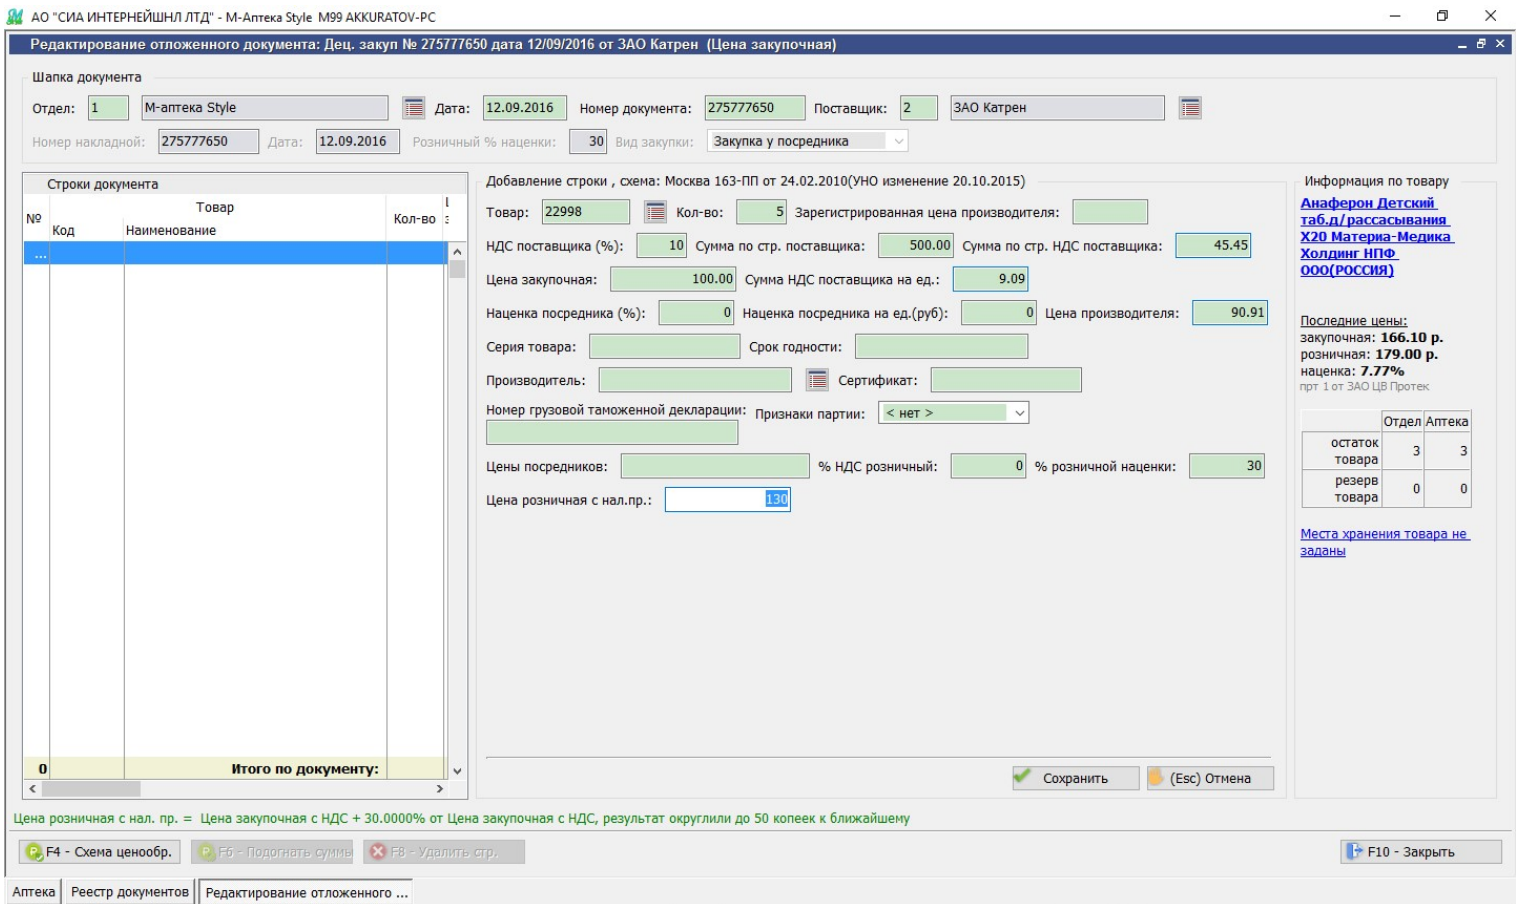 АО "СИА ИНТЕРНЕЙШНЛ ЛТД" - М-Аптека Style М99 AKKURATOV-PC
Редактирование отложенного документа: Дец. закуп № 275777650 дата 12/09/2016 от ЗАО Катрен (Цена закупочная)
Шапка документа
Отдел: 1 М-аптека Style Дата: 12.09.2016 Номер документа: 275777650 Поставщик: 2 ЗАО Катрен
Номер накладной: 275777650 Дата: 12.09.2016 Розничный % наценки: 30 Вид закупки: Закупка у посредника
Строки документа
№ Товар Кол-во
Код Наименование
...
0 Итого по документу:
Добавление строки , схема: Москва 163-ПП от 24.02.2010(УНО изменение 20.10.2015)
Товар: 22998 Кол-во: 5 Зарегистрированная цена производителя:
НДС поставщика (%): 10 Сумма по стр. поставщика: 500.00 Сумма по стр. НДС поставщика: 45.45
Цена закупочная: 100.00 Сумма НДС поставщика на ед.: 9.09
Наценка посредника (%): 0 Наценка посредника на ед.(руб): 0 Цена производителя: 90.91
Серия товара: Срок годности:
Производитель: Сертификат:
Номер грузовой таможенной декларации: Признаки партии: < нет >
Цены посредников: % НДС розничный: 0 % розничной наценки: 30
Цена розничная с нал.пр.: 130
Сохранить (Esc) Отмена
Информация по товару
Анаферон Детский
таб.д/рассасывания
Х20 Материа-Медика
Холдинг НПФ
ООО(РОССИЯ)
Последние цены:
закупочная: 166.10 р.
розничная: 179.00 р.
наценка: 7.77%
прт 1 от ЗАО ЦВ Протек
Отдел Аптека
остаток товара 3 3
резерв товара 0 0
Места хранения товара не
заданы
Цена розничная с нал. пр. = Цена закупочная с НДС + 30.0000% от Цена закупочная с НДС, результат округлили до 50 копеек к ближайшему
F4 - Схема ценообр. F6 - Подогнать суммы F8 - Удалить стр. F10 - Закрыть
Аптека Реестр документов Редактирование отложенного ...